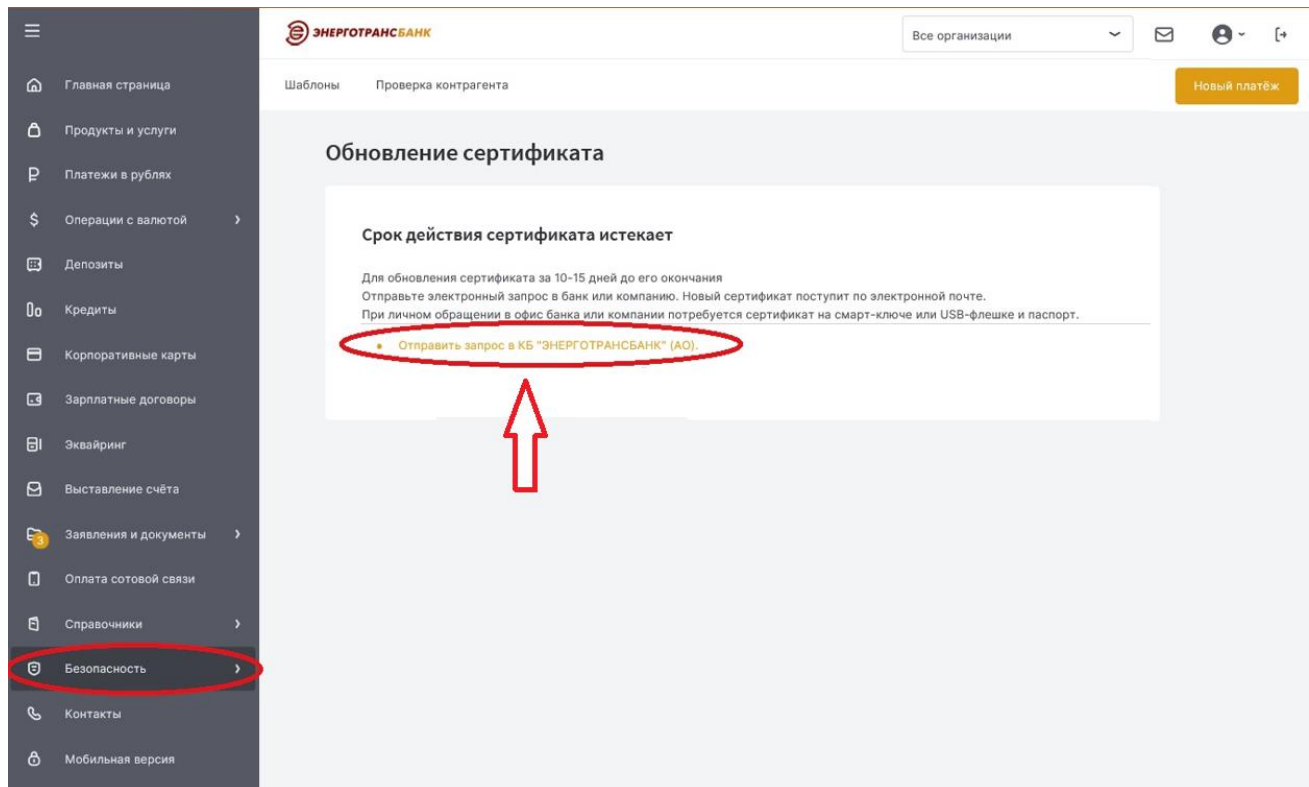 ЭНЕРГОТРАНСБАНК
Все организации
Главная страница
Продукты и услуги
Платежи в рублях
Операции с валютой
Депозиты
Кредиты
Корпоративные карты
Зарплатные договоры
Эквайринг
Выставление счёта
Заявления и документы
3
Оплата сотовой связи
Справочники
Безопасность
Контакты
Мобильная версия
Шаблоны
Проверка контрагента
Новый платёж
Обновление сертификата
Срок действия сертификата истекает
Для обновления сертификата за 10-15 дней до его окончания
Отправьте электронный запрос в банк или компанию. Новый сертификат поступит по электронной почте.
При личном обращении в офис банка или компании потребуется сертификат на смарт-ключе или USB-флешке и паспорт.
• Отправить запрос в КБ "ЭНЕРГОТРАНСБАНК" (АО).